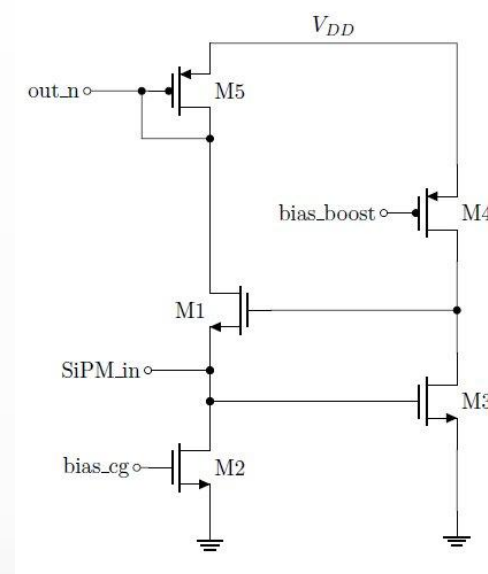 V_DD
out_n
M5
bias_boost
M4
M1
SiPM_in
M3
bias_cg
M2